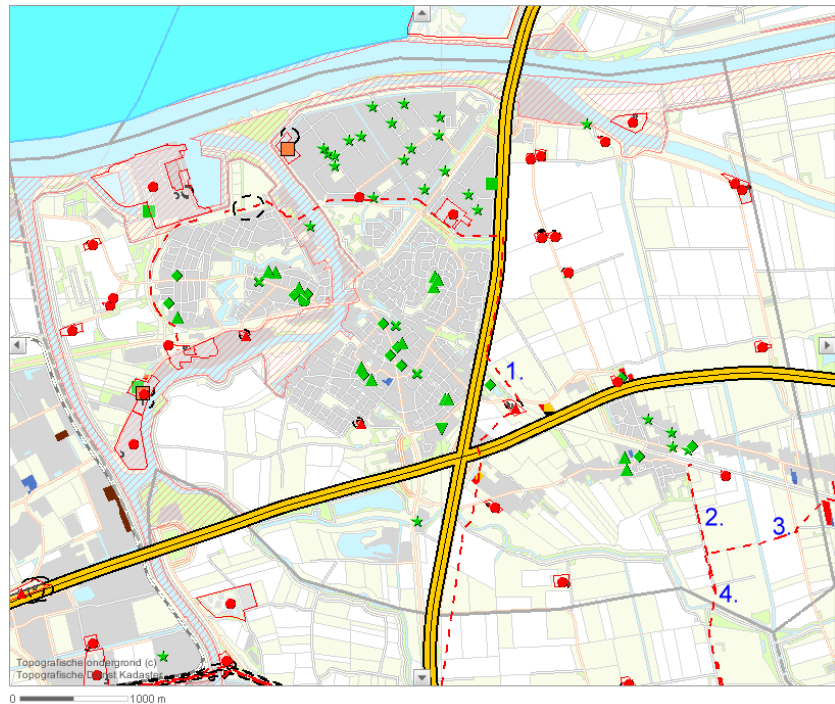 1.
2.
3.
4.
Topografische ondergrond (c)
Topografische Dienst Kadaster
0 1000 m